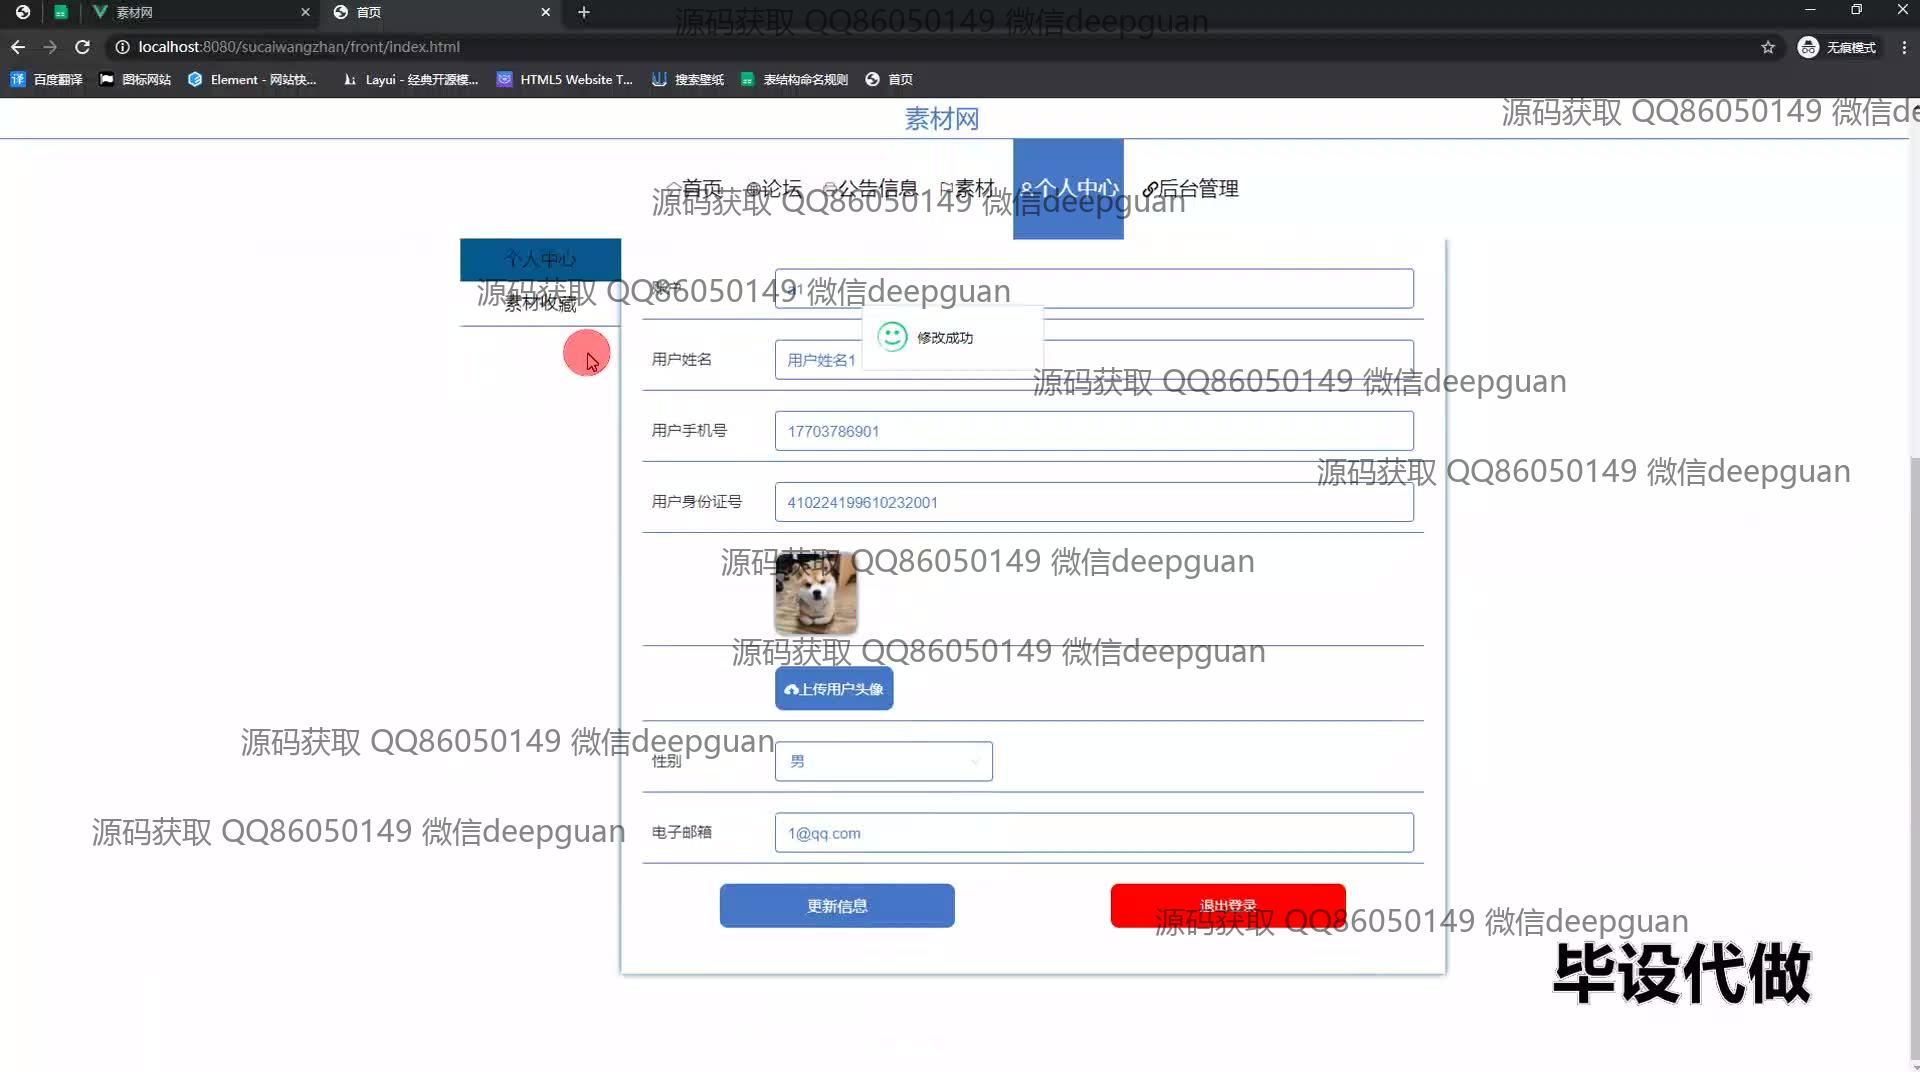 素材网
首页
源码获取 QQ86050149 微信deepguan
localhost:8080/sucaiwangzhan/front/index.html
无痕模式
百度翻译
图标网站
Element - 网站快...
Layui - 经典开源模...
HTML5 Website T...
搜索壁纸
表结构命名规则
首页
素材网
源码获取 QQ86050149 微信de
首页
论坛
公告信息
素材
个人中心
后台管理
源码获取 QQ86050149 微信deepguan
个人中心
素材收藏
源码获取 QQ86050149 微信deepguan
修改成功
用户姓名
用户姓名1
源码获取 QQ86050149 微信deepguan
用户手机号
17703786901
源码获取 QQ86050149 微信deepguan
用户身份证号
410224199610232001
源码获取 QQ86050149 微信deepguan
源码获取 QQ86050149 微信deepguan
上传用户头像
源码获取 QQ86050149 微信deepguan
性别
男
源码获取 QQ86050149 微信deepguan
电子邮箱
1@qq.com
更新信息
退出登录
源码获取 QQ86050149 微信deepguan
毕设代做